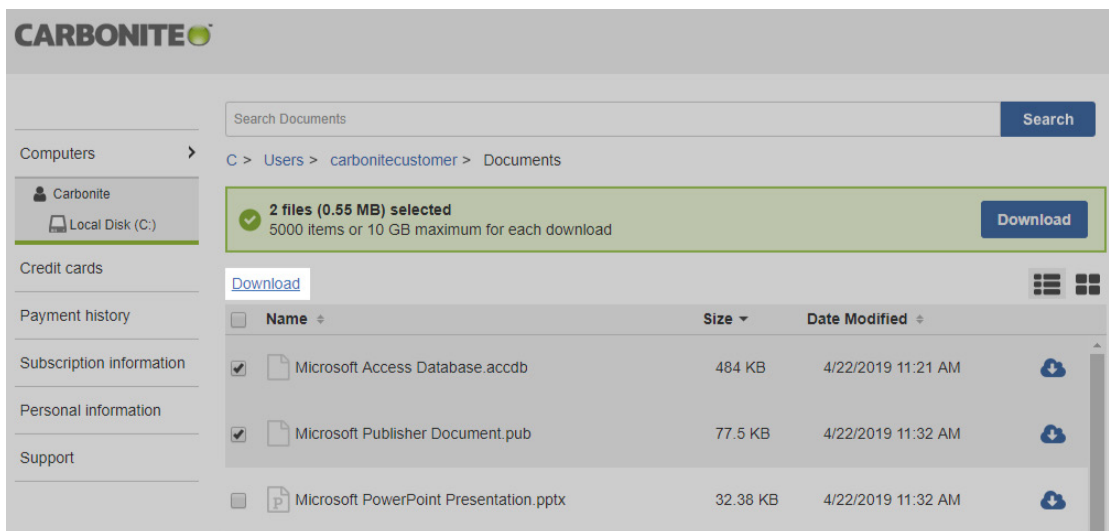 CARBONITE
Search Documents
Search
Computers
C > Users > carbonitecustomer > Documents
Carbonite
Local Disk (C:)
2 files (0.55 MB) selected
5000 items or 10 GB maximum for each download
Download
Credit cards
Download
Payment history
Name
Size
Date Modified
Subscription information
Microsoft Access Database.accdb
484 KB
4/22/2019 11:21 AM
Personal information
Microsoft Publisher Document.pub
77.5 KB
4/22/2019 11:32 AM
Support
Microsoft PowerPoint Presentation.pptx
32.38 KB
4/22/2019 11:32 AM